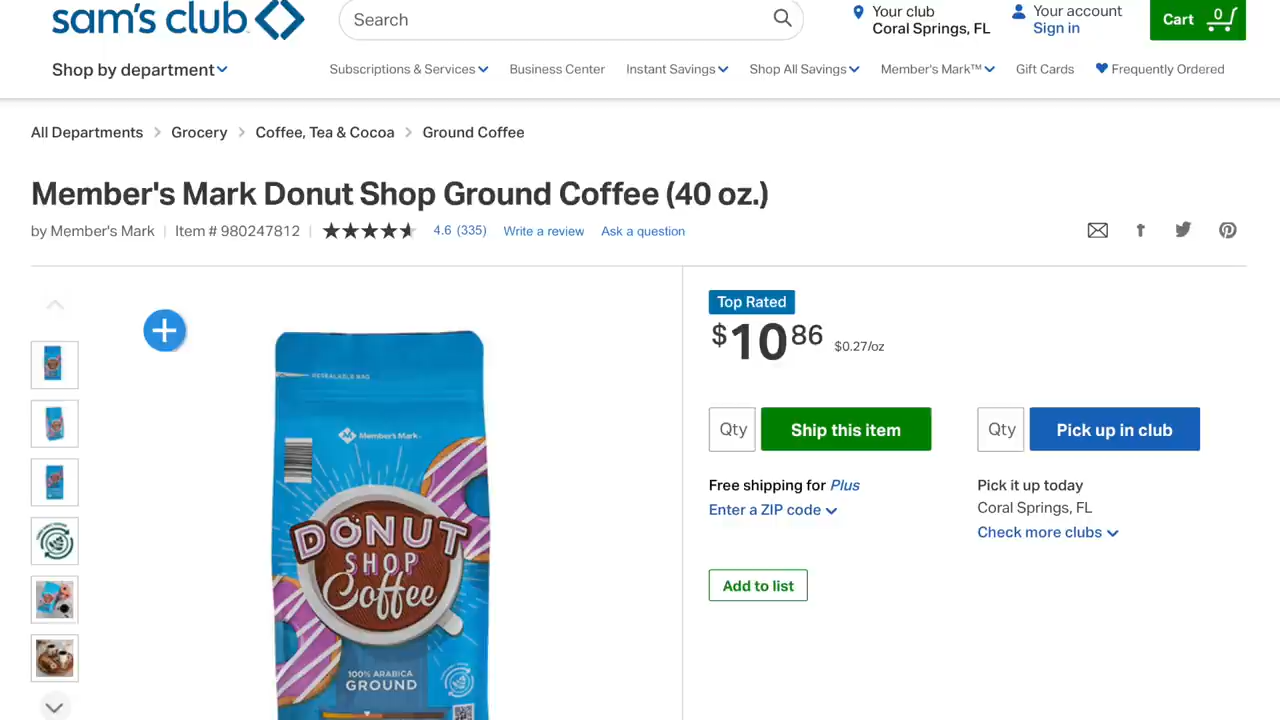 sam's club
Search
Your club
Coral Springs, FL
Your account
Sign in
Cart
0
Shop by department
Subscriptions & Services
Business Center
Instant Savings
Shop All Savings
Member's Mark™
Gift Cards
Frequently Ordered
All Departments > Grocery > Coffee, Tea & Cocoa > Ground Coffee
Member's Mark Donut Shop Ground Coffee (40 oz.)
by Member's Mark | Item # 980247812 | 4.6 (335) Write a review Ask a question
RESEALABLE BAG
Member's Mark
DONUT
SHOP
Coffee
100% ARABICA
GROUND
Top Rated
$10 86 $0.27/oz
Qty
Ship this item
Qty
Pick up in club
Free shipping for Plus
Enter a ZIP code
Pick it up today
Coral Springs, FL
Check more clubs
Add to list